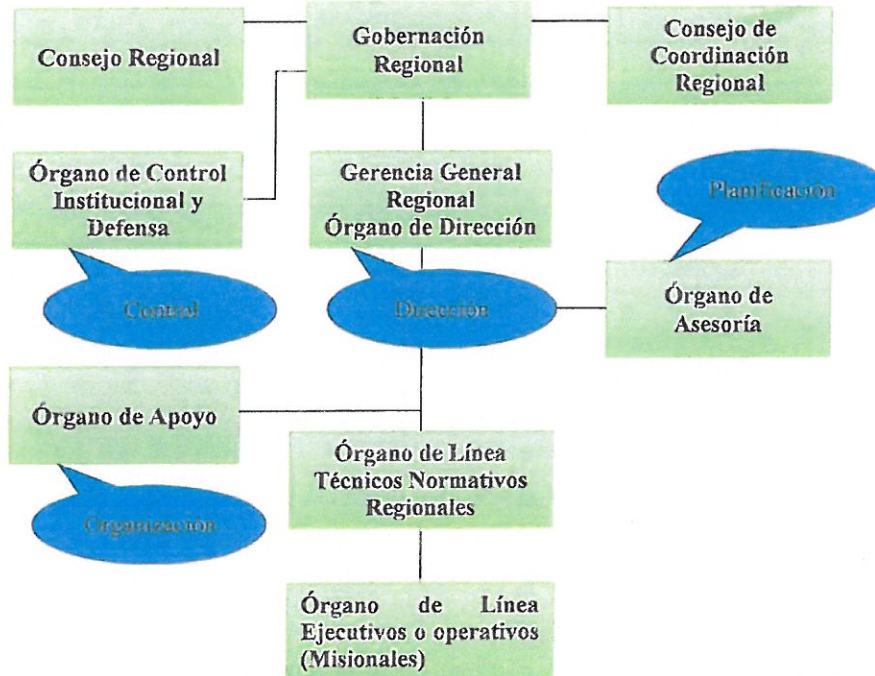 Consejo Regional
Gobernación
Regional
Consejo de
Coordinación
Regional
Órgano de Control
Institucional y
Defensa
Gerencia General
Regional
Órgano de Dirección
Planificación
Control
Dirección
Órgano de
Asesoría
Órgano de Apoyo
Órgano de Línea
Técnicos Normativos
Regionales
Organización
Órgano de Línea
Ejecutivos o operativos
(Misionales)